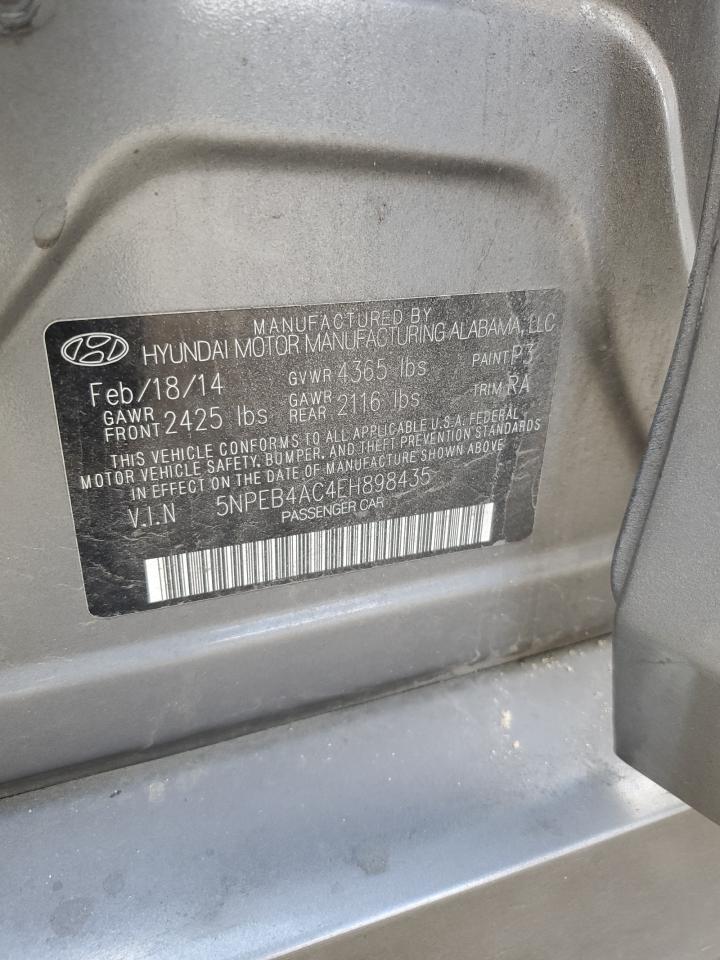 MANUFACTURED BY
HYUNDAI MOTOR MANUFACTURING ALABAMA, LLC
Feb/18/14 GVWR 4365 lbs PAINT P3
GAWR FRONT 2425 lbs GAWR REAR 2116 lbs TRIM RA
THIS VEHICLE CONFORMS TO ALL APPLICABLE U.S.A. FEDERAL
MOTOR VEHICLE SAFETY, BUMPER, AND THEFT PREVENTION STANDARDS
IN EFFECT ON THE DATE OF MANUFACTURE SHOWN ABOVE
V.I.N 5NPEB4AC4EH898435
PASSENGER CAR